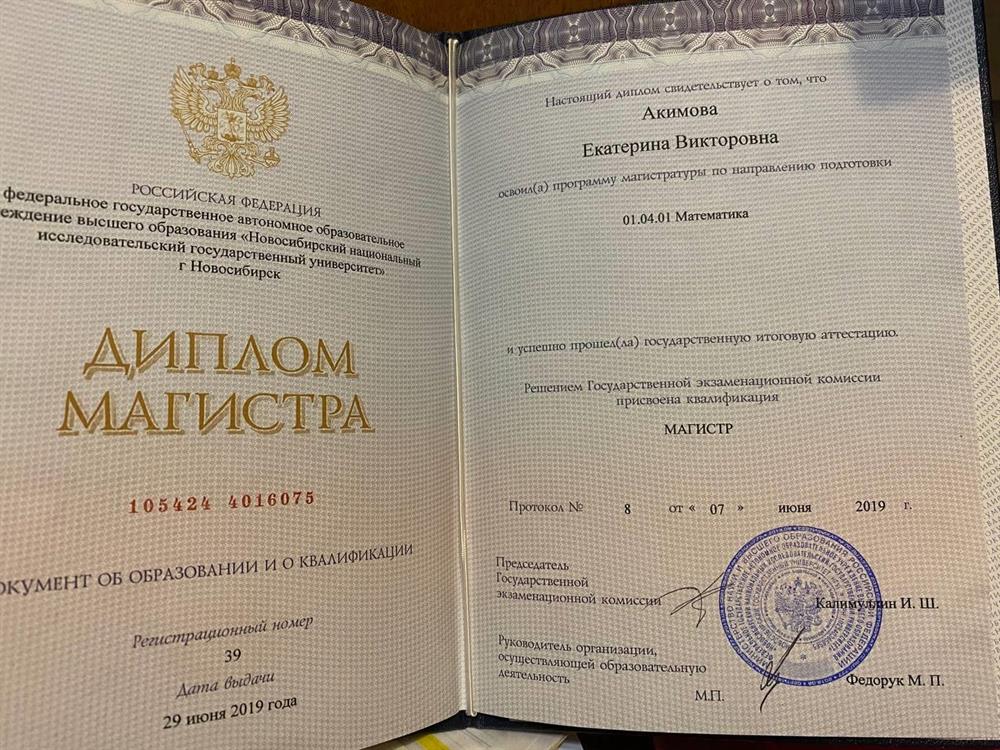 РОССИЙСКАЯ ФЕДЕРАЦИЯ
федеральное государственное автономное образовательное
еждение высшего образования «Новосибирский национальный
исследовательский государственный университет»
г Новосибирск
ДИПЛОМ
МАГИСТРА
105424 4016075
ОКУМЕНТ ОБ ОБРАЗОВАНИИ И О КВАЛИФИКАЦИИ
Регистрационный номер
39
Дата выдачи
29 июня 2019 года
Настоящий диплом свидетельствует о том, что
Акимова
Екатерина Викторовна
освоил(а) программу магистратуры по направлению подготовки
01.04.01 Математика
и успешно прошел(ла) государственную итоговую аттестацию.
Решением Государственной экзаменационной комиссии
присвоена квалификация
МАГИСТР
Протокол № 8 от « 07 » июня 2019 г.
Председатель
Государственной
экзаменационной комиссии
Калимуллин И. Ш.
Руководитель организации,
осуществляющей образовательную
деятельность
Федорук М. П.
М.П.